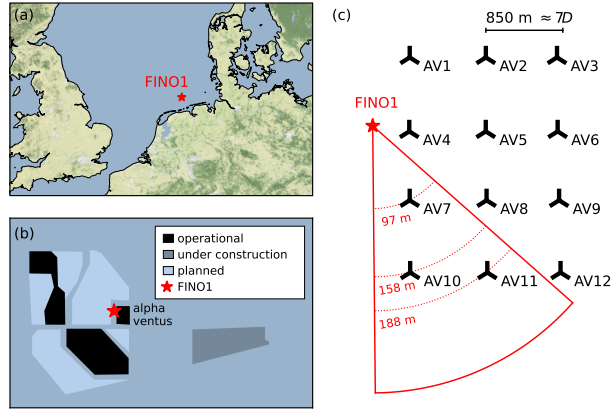 (a)
FINO1
(b)
operational
under construction
planned
FINO1
alpha
ventus
(c)
850 m ≈ 7D
AV1
AV2
AV3
FINO1
AV4
AV5
AV6
AV7
AV8
AV9
97 m
AV10
AV11
AV12
158 m
188 m